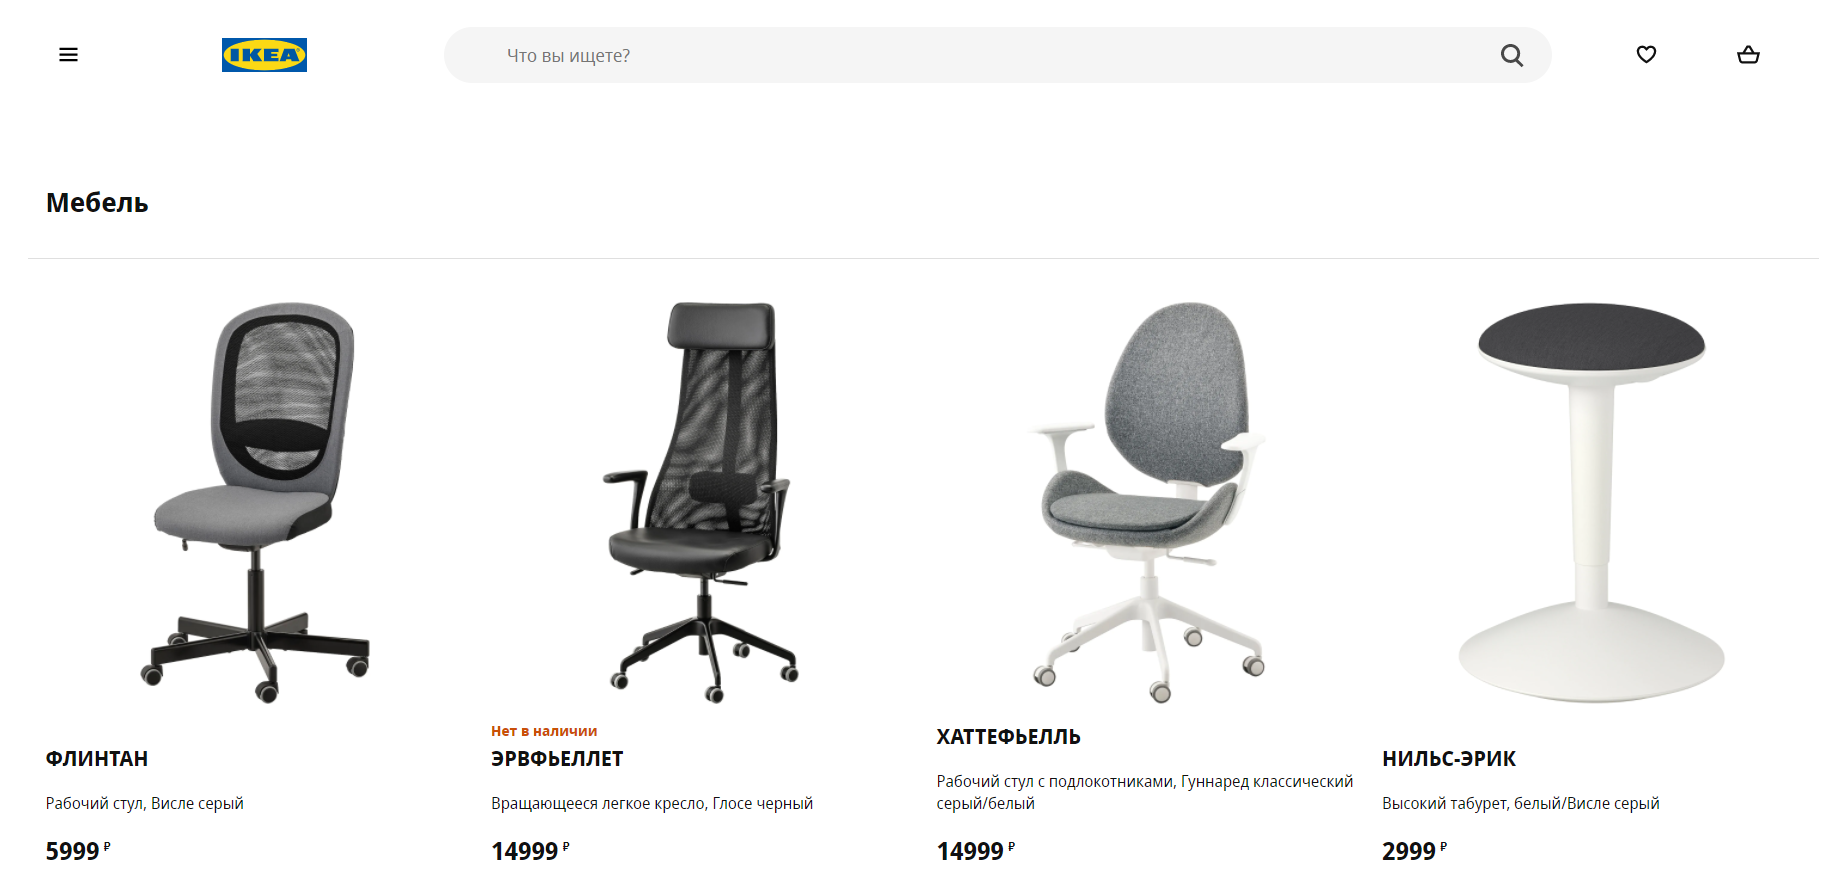 IKEA
Что вы ищете?
Мебель
ФЛИНТАН
Рабочий стул, Висле серый
5999 ₽
Нет в наличии
ЭРВФЬЕЛЛЕТ
Вращающееся легкое кресло, Глосе черный
14999 ₽
ХАТТЕФЬЕЛЛЬ
Рабочий стул с подлокотниками, Гуннаред классический
серый/белый
14999 ₽
НИЛЬС-ЭРИК
Высокий табурет, белый/Висле серый
2999 ₽